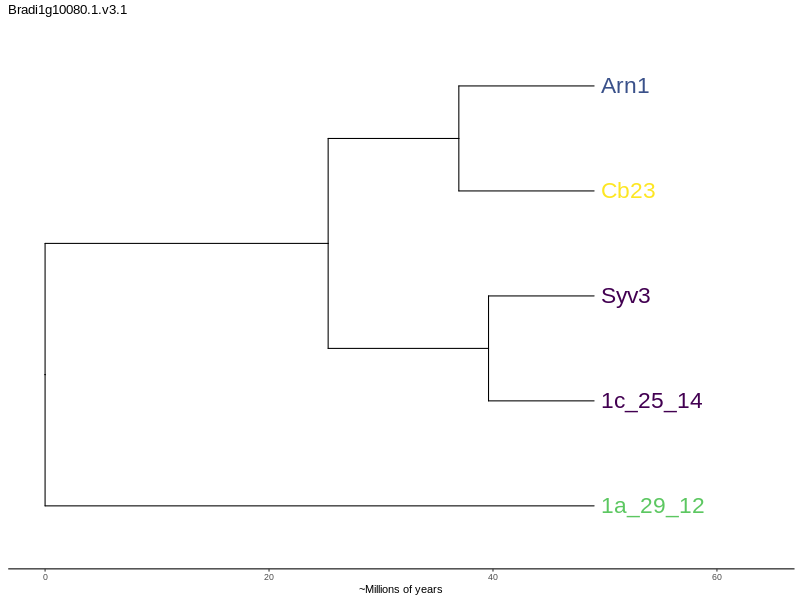 Bradi1g10080.1.v3.1
Arn1
Cb23
Syv3
1c_25_14
1a_29_12
0 20 40 60
~Millions of years